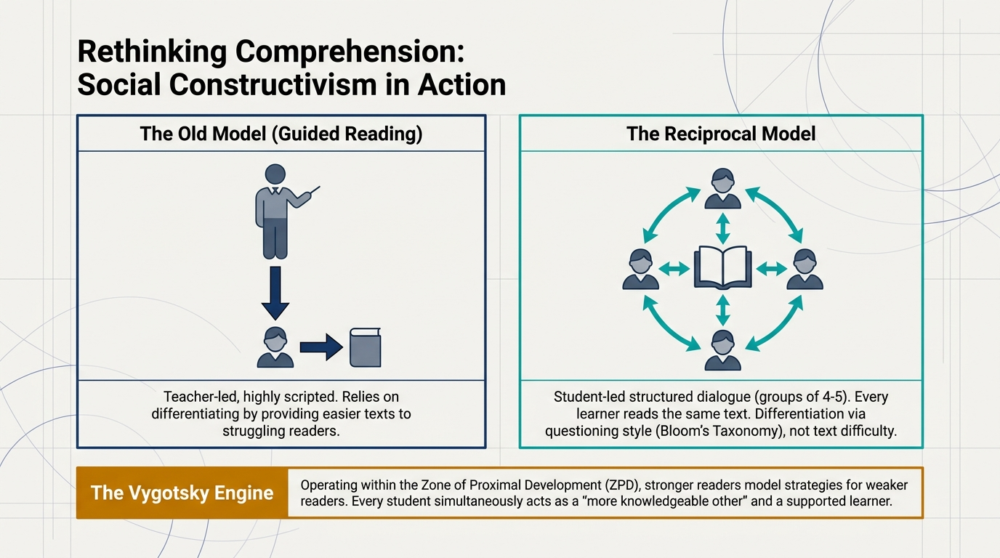 Rethinking Comprehension:
Social Constructivism in Action
The Old Model (Guided Reading)
Teacher-led, highly scripted. Relies on
differentiating by providing easier texts to
struggling readers.
The Reciprocal Model
Student-led structured dialogue (groups of 4-5). Every
learner reads the same text. Differentiation via
questioning style (Bloom's Taxonomy), not text difficulty.
The Vygotsky Engine
Operating within the Zone of Proximal Development (ZPD), stronger readers model strategies for weaker
readers. Every student simultaneously acts as a "more knowledgeable other" and a supported learner.